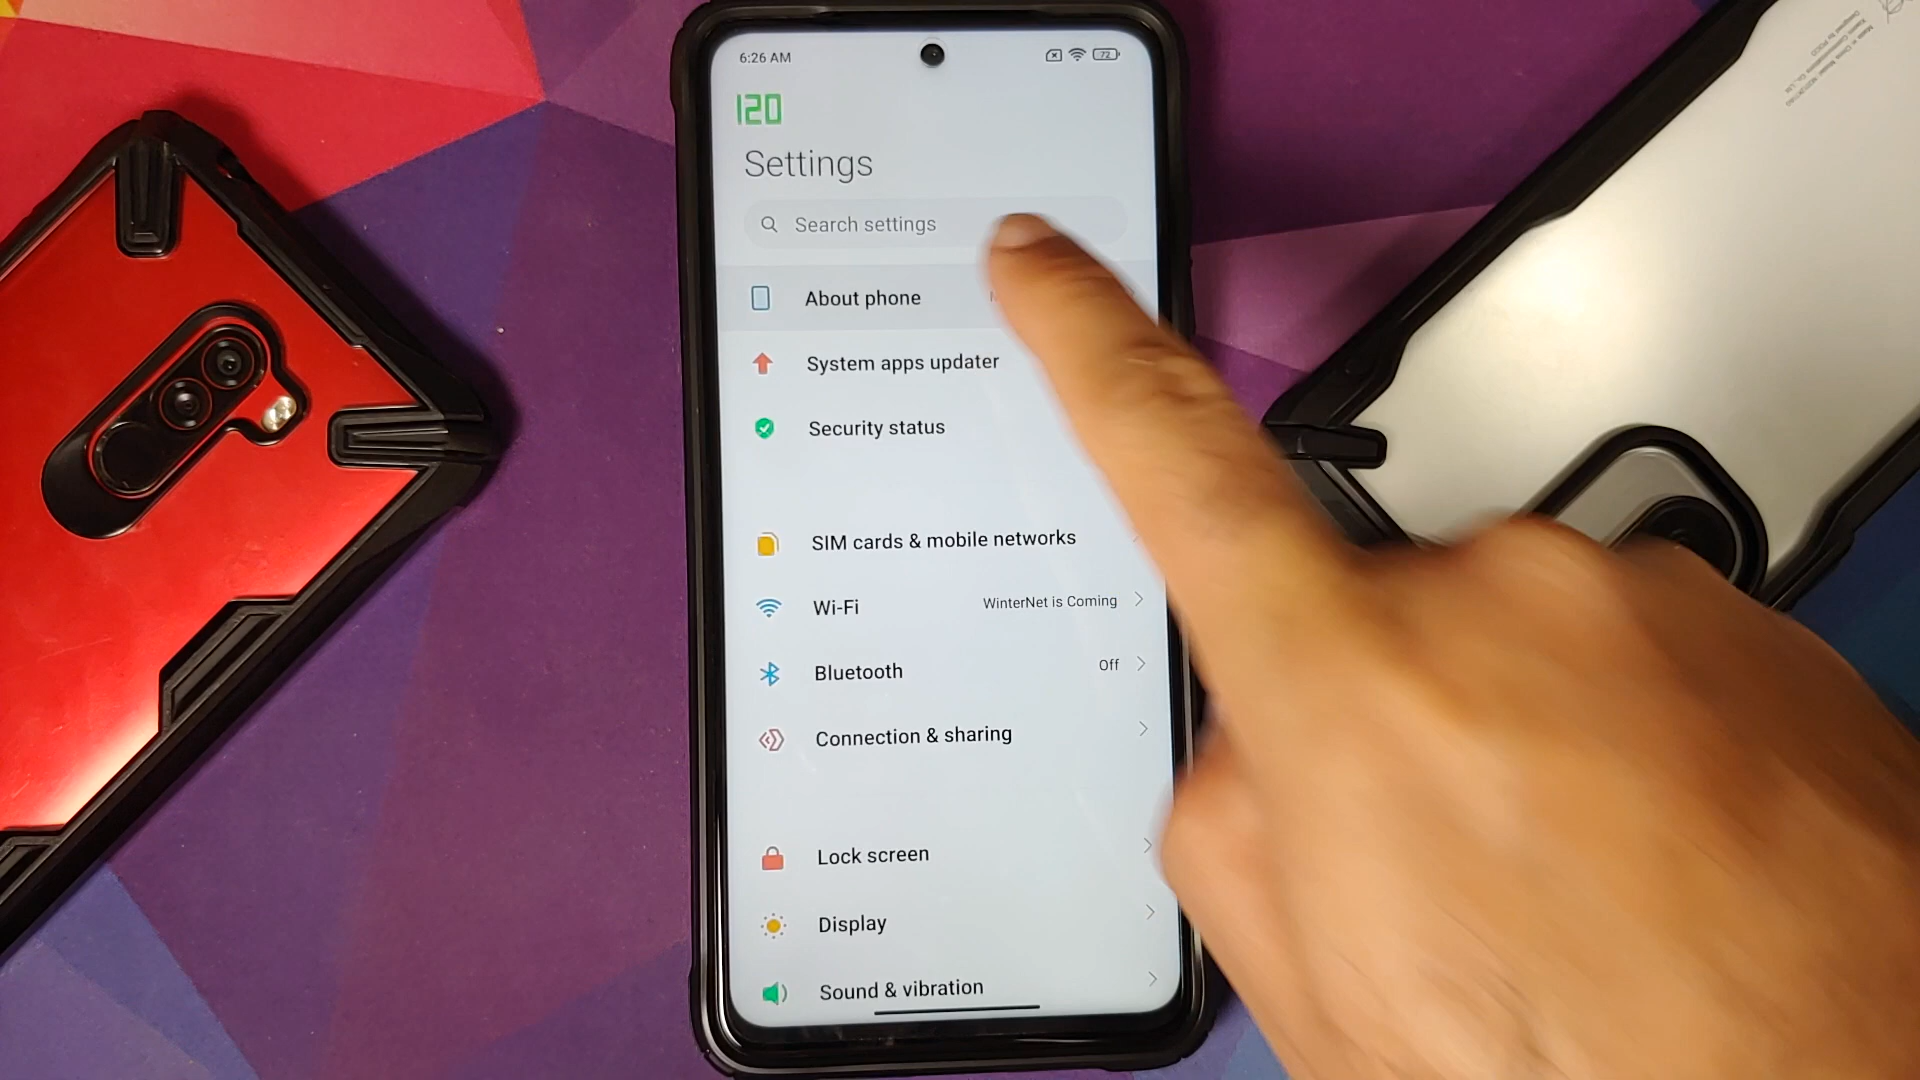 6:26 AM
72
120
Settings
Search settings
About phone
System apps updater
Security status
SIM cards & mobile networks
Wi-Fi WinterNet is Coming
Bluetooth Off
Connection & sharing
Lock screen
Display
Sound & vibration